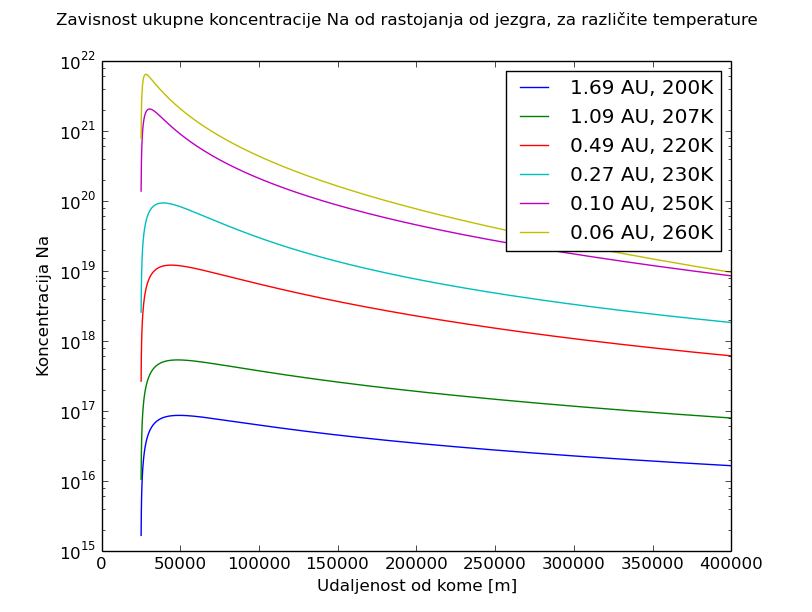 Zavisnost ukupne koncentracije Na od rastojanja od jezgra, za različite temperature
10^22
10^21
10^20
10^19
10^18
10^17
10^16
10^15
Koncentracija Na
1.69 AU, 200K
1.09 AU, 207K
0.49 AU, 220K
0.27 AU, 230K
0.10 AU, 250K
0.06 AU, 260K
0 50000 100000 150000 200000 250000 300000 350000 400000
Udaljenost od kome [m]